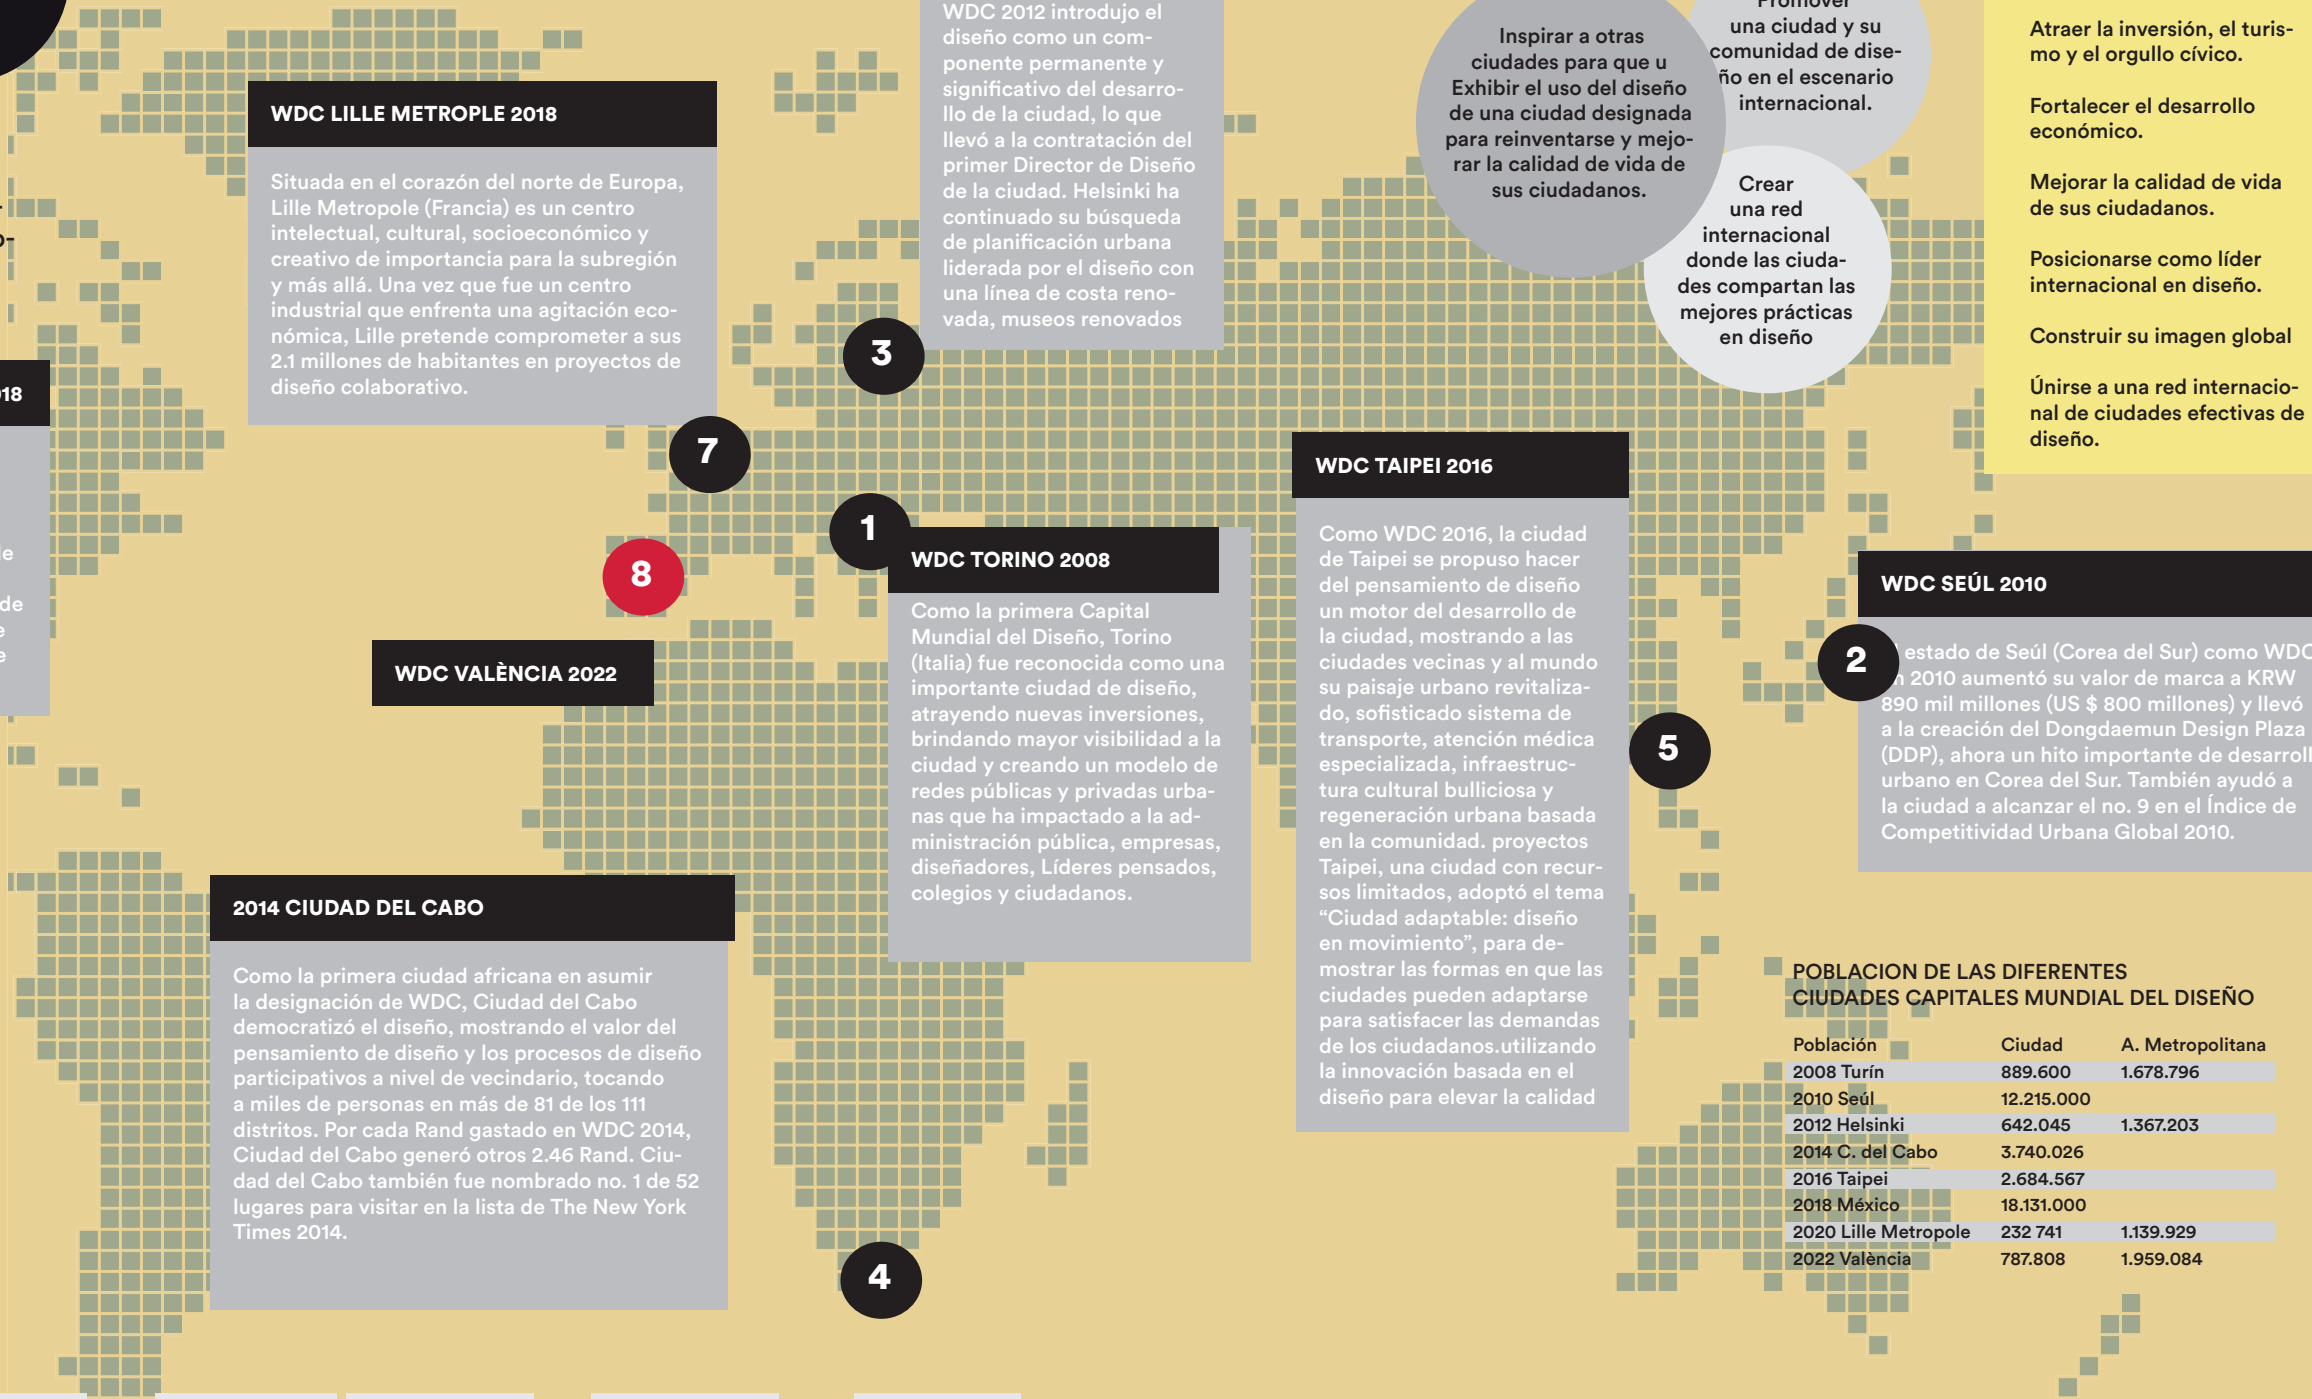 018
de
WDC LILLE METROPLE 2018
Situada en el corazón del norte de Europa,
Lille Metropole (Francia) es un centro
intelectual, cultural, socioeconómico y
creativo de importancia para la subregión
y más allá. Una vez que fue un centro
industrial que enfrenta una agitación eco-
nómica, Lille pretende comprometer a sus
2.1 millones de habitantes en proyectos de
diseño colaborativo.
7
8
WDC VALÈNCIA 2022
2014 CIUDAD DEL CABO
Como la primera ciudad africana en asumir
la designación de WDC, Ciudad del Cabo
democratizó el diseño, mostrando el valor del
pensamiento de diseño y los procesos de diseño
participativos a nivel de vecindario, tocando
a miles de personas en más de 81 de los 111
distritos. Por cada Rand gastado en WDC 2014,
Ciudad del Cabo generó otros 2.46 Rand. Ciu-
dad del Cabo también fue nombrado no. 1 de 52
lugares para visitar en la lista de The New York
Times 2014.
4
WDC 2012 introdujo el
diseño como un com-
ponente permanente y
significativo del desarro-
llo de la ciudad, lo que
llevó a la contratación del
primer Director de Diseño
de la ciudad. Helsinki ha
continuado su búsqueda
de planificación urbana
liderada por el diseño con
una línea de costa reno-
vada, museos renovados
3
1
WDC TORINO 2008
Como la primera Capital
Mundial del Diseño, Torino
(Italia) fue reconocida como una
importante ciudad de diseño,
atrayendo nuevas inversiones,
brindando mayor visibilidad a la
ciudad y creando un modelo de
redes públicas y privadas urba-
nas que ha impactado a la ad-
ministración pública, empresas,
diseñadores, Líderes pensados,
colegios y ciudadanos.
Inspirar a otras
ciudades para que u
Exhibir el uso del diseño
de una ciudad designada
para reinventarse y mejo-
rar la calidad de vida de
sus ciudadanos.
Promover
una ciudad y su
comunidad de dise-
ño en el escenario
internacional.
Crear
una red
internacional
donde las ciuda-
des compartan las
mejores prácticas
en diseño
WDC TAIPEI 2016
Como WDC 2016, la ciudad
de Taipei se propuso hacer
del pensamiento de diseño
un motor del desarrollo de
la ciudad, mostrando a las
ciudades vecinas y al mundo
su paisaje urbano revitaliza-
do, sofisticado sistema de
transporte, atención médica
especializada, infraestruc-
tura cultural bulliciosa y
regeneración urbana basada
en la comunidad. proyectos
Taipei, una ciudad con recur-
sos limitados, adoptó el tema
“Ciudad adaptable: diseño
en movimiento”, para de-
mostrar las formas en que las
ciudades pueden adaptarse
para satisfacer las demandas
de los ciudadanos.utilizando
la innovación basada en el
diseño para elevar la calidad
5
Atraer la inversión, el turis-
mo y el orgullo cívico.
Fortalecer el desarrollo
económico.
Mejorar la calidad de vida
de sus ciudadanos.
Posicionarse como líder
internacional en diseño.
Construir su imagen global
Únirse a una red internacio-
nal de ciudades efectivas de
diseño.
WDC SEÚL 2010
2
estado de Seúl (Corea del Sur) como WDC
2010 aumentó su valor de marca a KRW
890 mil millones (US $ 800 millones) y llevó
a la creación del Dongdaemun Design Plaza
(DDP), ahora un hito importante de desarroll
urbano en Corea del Sur. También ayudó a
la ciudad a alcanzar el no. 9 en el Índice de
Competitividad Urbana Global 2010.
POBLACION DE LAS DIFERENTES
CIUDADES CAPITALES MUNDIAL DEL DISEÑO
Población Ciudad A. Metropolitana
2008 Turín 889.600 1.678.796
2010 Seúl 12.215.000
2012 Helsinki 642.045 1.367.203
2014 C. del Cabo 3.740.026
2016 Taipei 2.684.567
2018 México 18.131.000
2020 Lille Metropole 232 741 1.139.929
2022 València 787.808 1.959.084